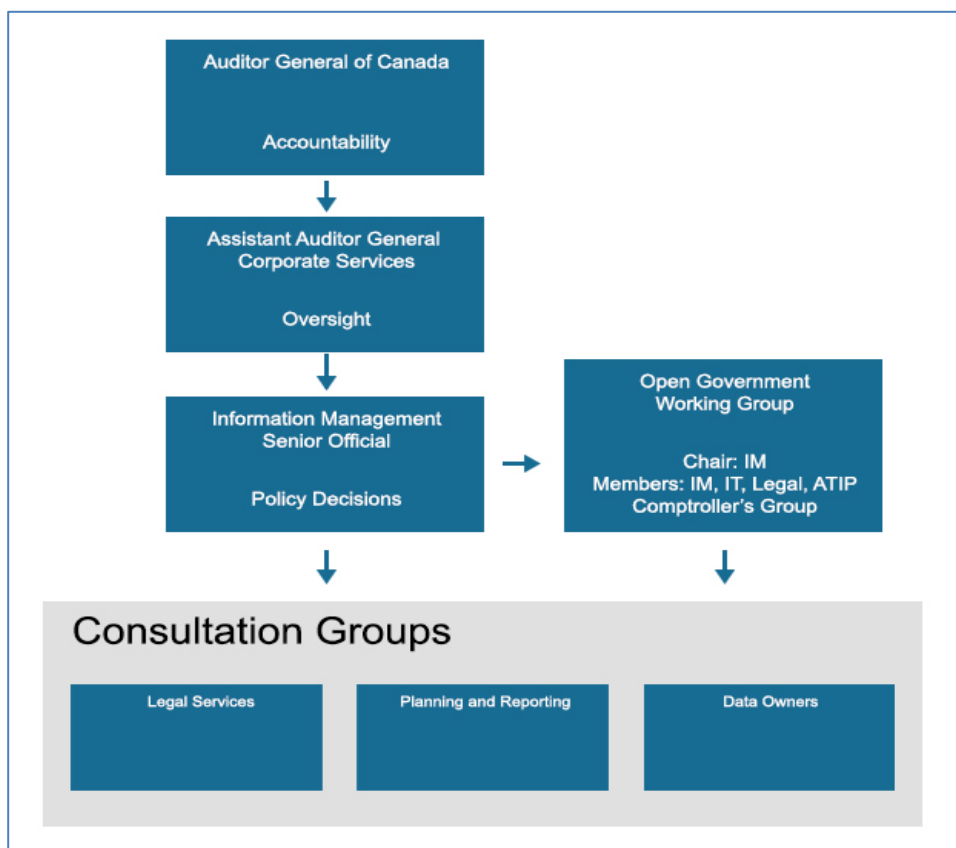 Auditor General of Canada
Accountability
Assistant Auditor General
Corporate Services
Oversight
Information Management
Senior Official
Policy Decisions
Open Government
Working Group
Chair: IM
Members: IM, IT, Legal, ATIP
Comptroller's Group
Consultation Groups
Legal Services
Planning and Reporting
Data Owners